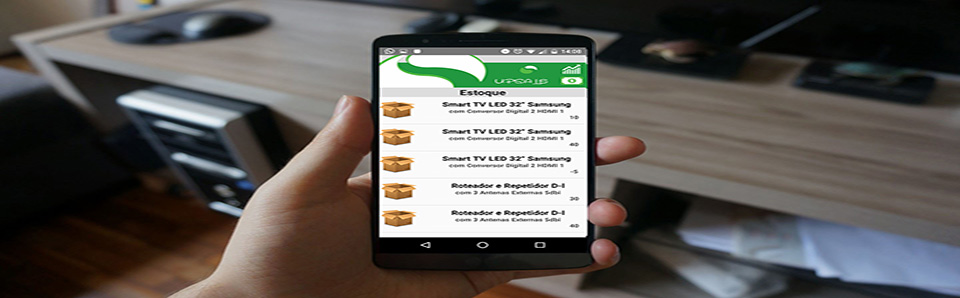 14:08
UPSALE
0
Estoque
Smart TV LED 32" Samsung
com Conversor Digital 2 HDMI 1
10
Smart TV LED 32" Samsung
com Conversor Digital 2 HDMI 1
40
Smart TV LED 32" Samsung
com Conversor Digital 2 HDMI 1
-5
Roteador e Repetidor D-l
com 3 Antenas Externas 5dbi
20
Roteador e Repetidor D-l
com 3 Antenas Externas 5dbi
40